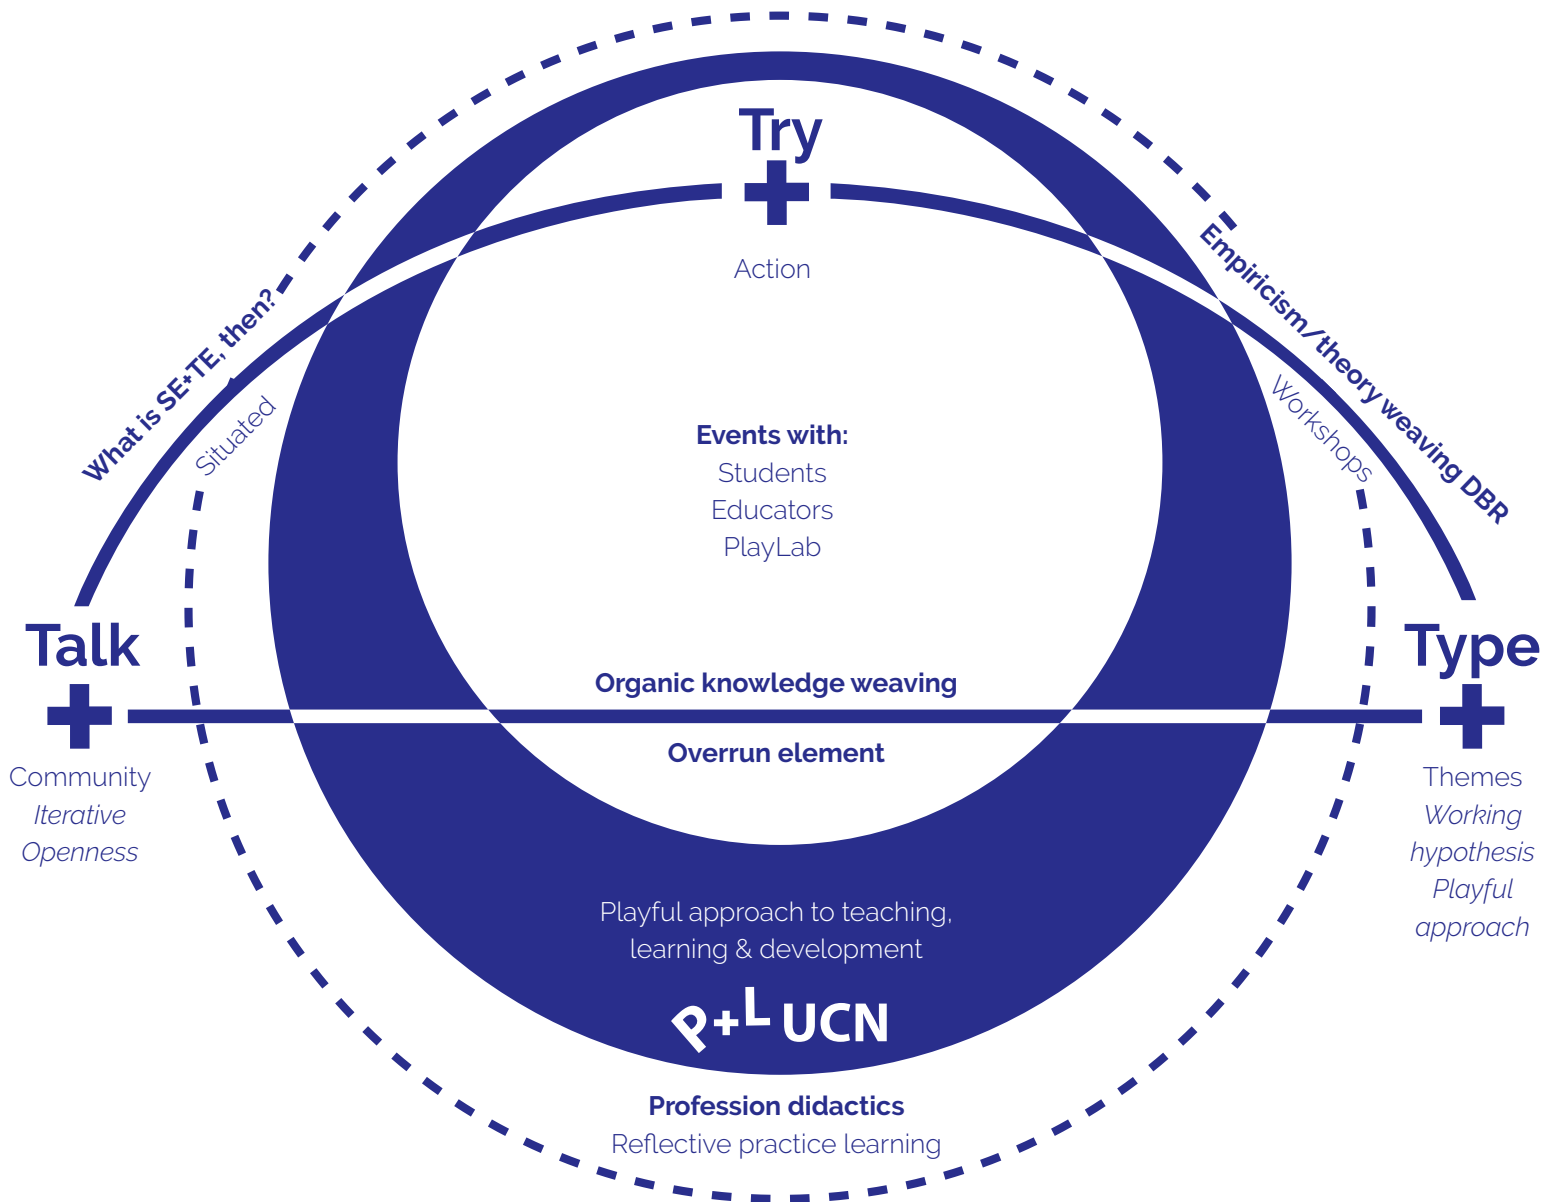 Try
Action
What is SE+TE, then?
Situated
Empiricism/theory weaving DBR
Workshops
Events with:
Students
Educators
PlayLab
Talk
Community
Iterative
Openness
Organic knowledge weaving
Overrun element
Type
Themes
Working
hypothesis
Playful
approach
Playful approach to teaching,
learning & development
P+L UCN
Profession didactics
Reflective practice learning